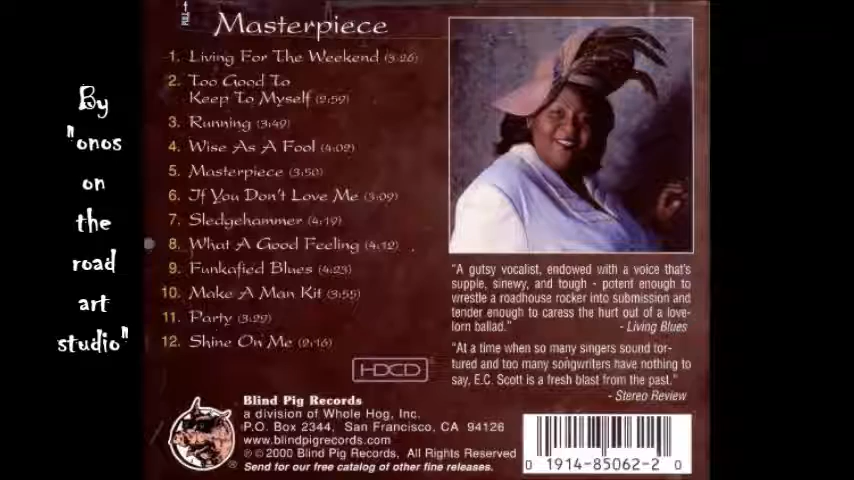 By
"onos
on
the
road
art
studio"
PULL
Masterpiece
1. Living For The Weekend (3:26)
2. Too Good To
Keep To Myself (2:59)
3. Running (3:49)
4. Wise As A Fool (4:02)
5. Masterpiece (3:50)
6. If You Don't Love Me (3:09)
7. Sledgehammer (4:19)
8. What A Good Feeling (4:12)
9. Funkafied Blues (4:23)
10. Make A Man Kit (3:55)
11. Party (3:29)
12. Shine On Me (2:16)
HDCD
"A gutsy vocalist, endowed with a voice that's
supple, sinewy, and tough - potent enough to
wrestle a roadhouse rocker into submission and
tender enough to caress the hurt out of a love-
lorn ballad." - Living Blues
"At a time when so many singers sound tor-
tured and too many songwriters have nothing to
say, E.C. Scott is a fresh blast from the past."
- Stereo Review
Blind Pig Records
a division of Whole Hog, Inc.
P.O. Box 2344, San Francisco, CA 94126
www.blindpigrecords.com
℗ © 2000 Blind Pig Records, All Rights Reserved
Send for our free catalog of other fine releases.
0 1914-85062-2 0